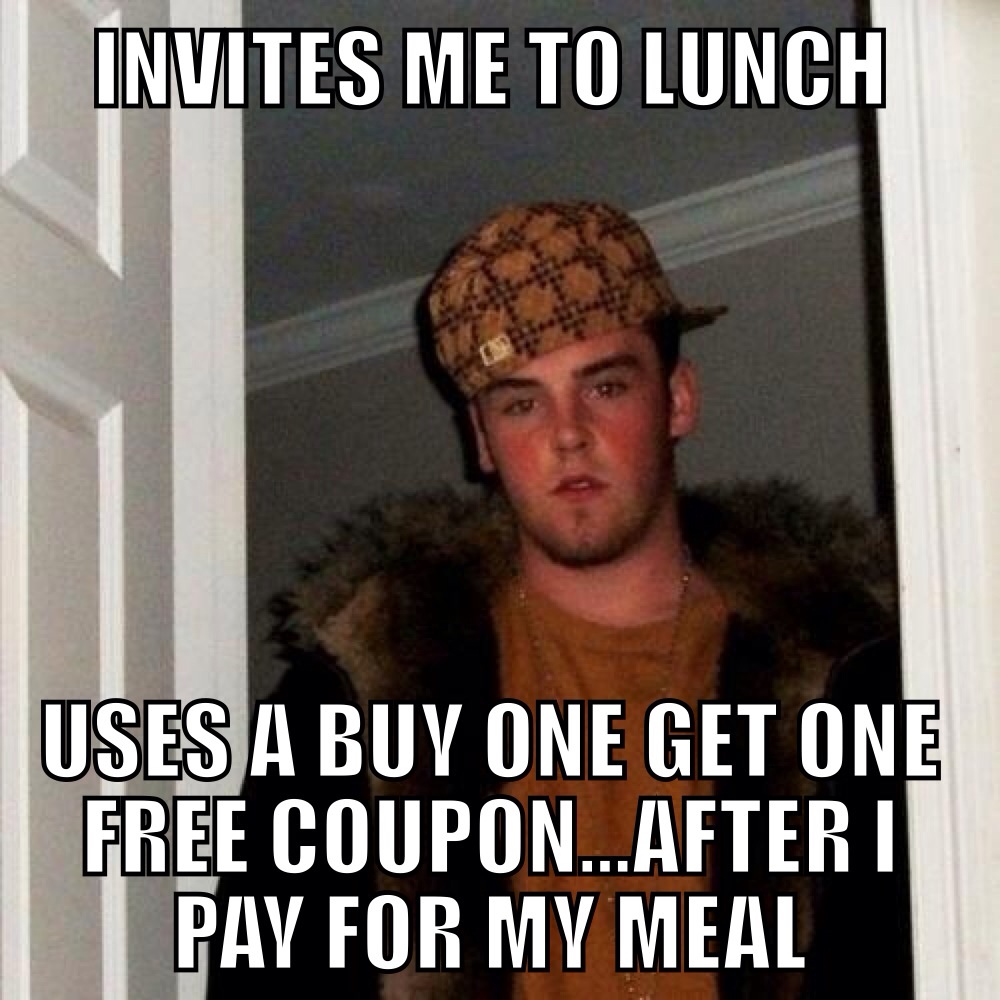 INVITES ME TO LUNCH
USES A BUY ONE GET ONE
FREE COUPON...AFTER I
PAY FOR MY MEAL